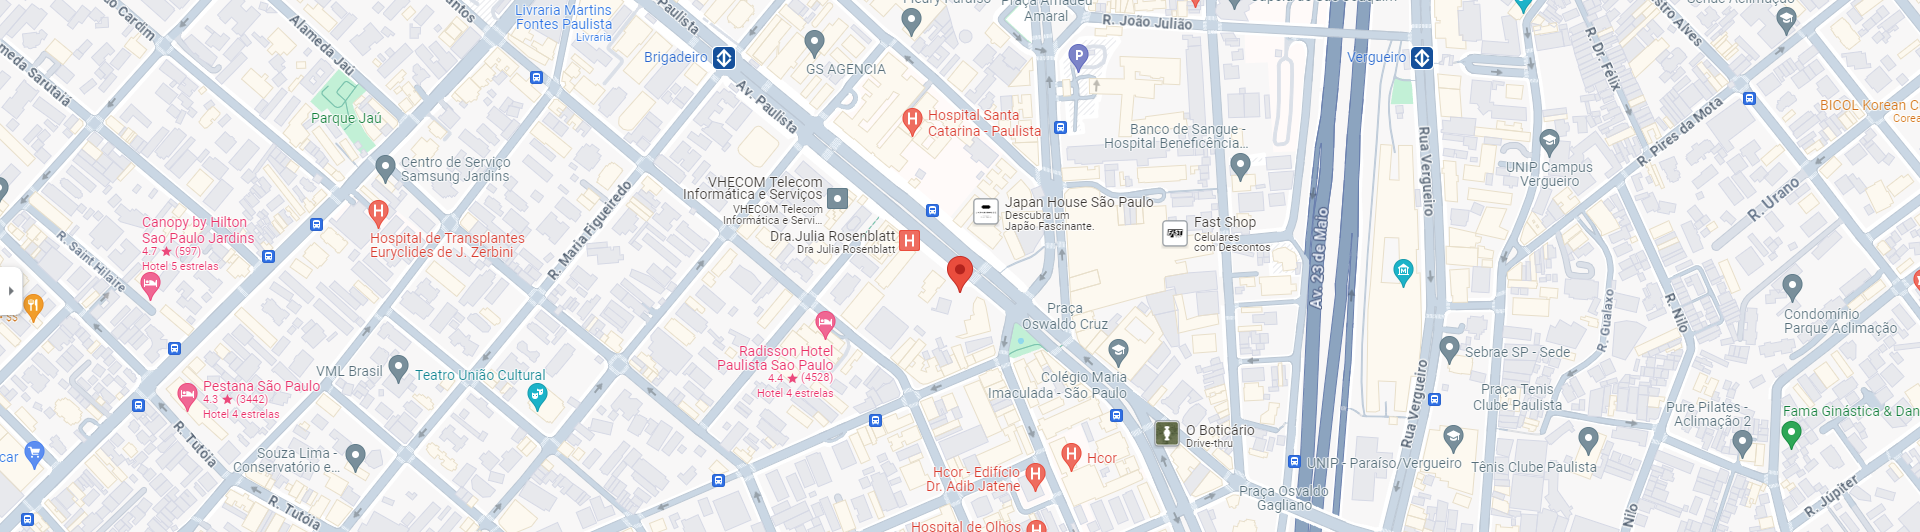 Livraria Martins
Fontes Paulista
Livraria
Paulista
Praça Amadeu
Amaral
R. João Julião
Alameda Jaú
Brigadeiro
GS AGENCIA
Vergueiro
R. Dr. Félix
Av. Paulista
Parque Jaú
Hospital Santa
Catarina - Paulista
Banco de Sangue -
Hospital Beneficência...
BICOL Korean C
Corea
R. Pires da Mota
Centro de Serviço
Samsung Jardins
UNIP Campus
Vergueiro
Rua Vergueiro
VHECOM Telecom
Informática e Serviços
VHECOM Telecom
Informática e Servi...
Japan House São Paulo
Descubra um
Japão Fascinante.
R. Urano
Canopy by Hilton
Sao Paulo Jardins
4.7 ★ (597)
Hotel 5 estrelas
Hospital de Transplantes
Euryclides de J. Zerbini
R. Maria Figueiredo
Dra.Julia Rosenblatt
Dra Julia Rosenblatt
Fast Shop
Celulares
com Descontos
FAST
Av. 23 de Maio
R. Saint Hilaire
Praça
Oswaldo Cruz
R. Gualaxo
R. Nilo
Condomínio
Parque Aclimação
Radisson Hotel
Paulista Sao Paulo
4.4 ★ (4528)
Hotel 4 estrelas
VML Brasil
Teatro União Cultural
Pestana São Paulo
4.3 ★ (3442)
Hotel 4 estrelas
Colégio Maria
Imaculada - São Paulo
Sebrae SP - Sede
Praça Tenis
Clube Paulista
Rua Vergueiro
Pure Pilates -
Aclimação 2
Fama Ginástica & Dan
R. Tutóia
O Boticário
Drive-thru
Souza Lima -
Conservatório e...
car
Hcor
Hcor - Edifício
Dr. Adib Jatene
UNIP - Paraíso/Vergueiro
Tênis Clube Paulista
Praça Osvaldo
Gagliano
R. Tutóia
Nilo
R. Júpiter
Hospital de Olhos